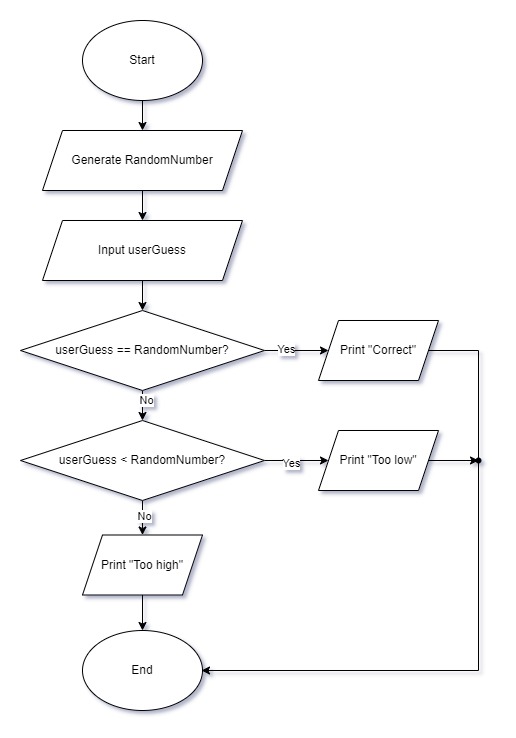 Start
Generate RandomNumber
Input userGuess
userGuess == RandomNumber?
Yes
Print "Correct"
No
userGuess < RandomNumber?
Yes
Print "Too low"
No
Print "Too high"
End